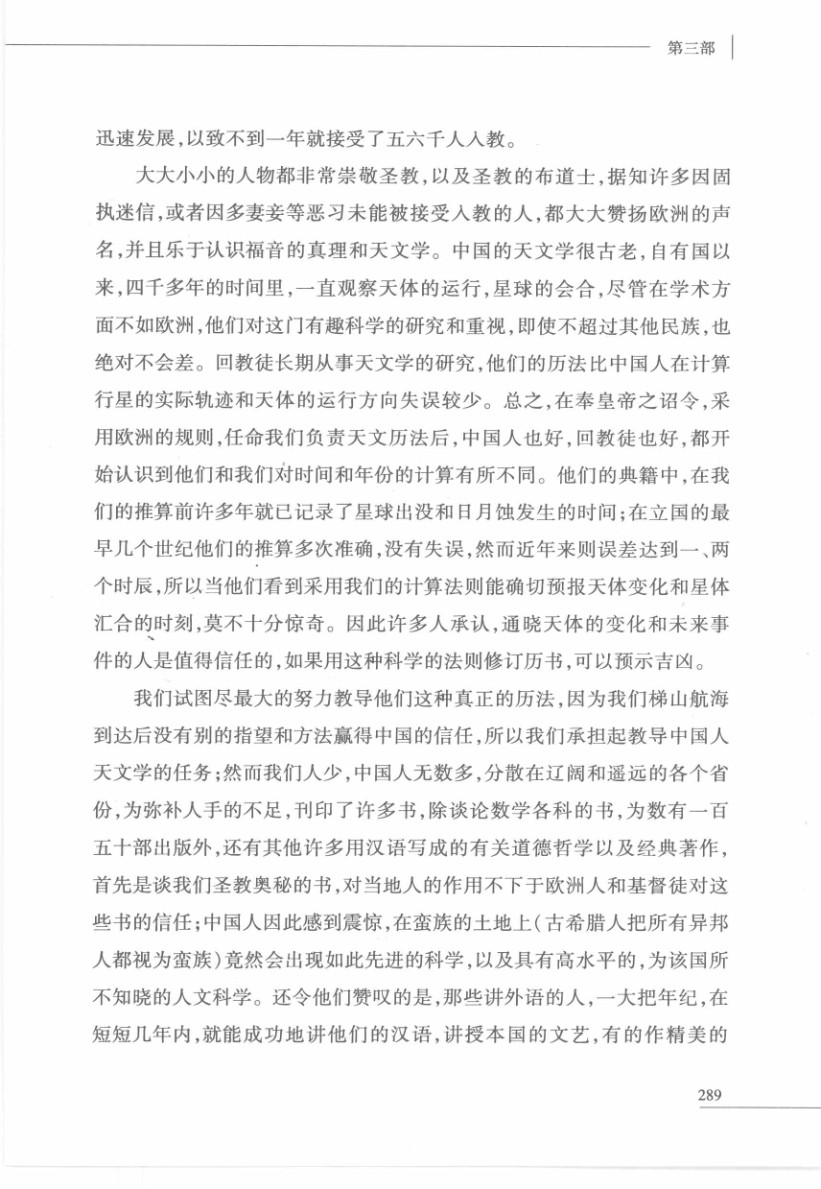 第三部
迅速发展,以致不到一年就接受了五六千人入教。
大大小小的人物都非常崇敬圣教,以及圣教的布道士,据知许多因固
执迷信,或者因多妻妾等恶习未能被接受入教的人,都大大赞扬欧洲的声
名,并且乐于认识福音的真理和天文学。中国的天文学很古老,自有国以
来,四千多年的时间里,一直观察天体的运行,星球的会合,尽管在学术方
面不如欧洲,他们对这门有趣科学的研究和重视,即使不超过其他民族,也
绝对不会差。回教徒长期从事天文学的研究,他们的历法比中国人在计算
行星的实际轨迹和天体的运行方向失误较少。总之,在奉皇帝之诏令,采
用欧洲的规则,任命我们负责天文历法后,中国人也好,回教徒也好,都开
始认识到他们和我们对时间和年份的计算有所不同。他们的典籍中,在我
们的推算前许多年就已记录了星球出没和日月蚀发生的时间;在立国的最
早几个世纪他们的推算多次准确,没有失误,然而近年来则误差达到一、两
个时辰,所以当他们看到采用我们的计算法则能确切预报天体变化和星体
汇合的时刻,莫不十分惊奇。因此许多人承认,通晓天体的变化和未来事
件的人是值得信任的,如果用这种科学的法则修订历书,可以预示吉凶。
我们试图尽最大的努力教导他们这种真正的历法,因为我们梯山航海
到达后没有别的指望和方法赢得中国的信任,所以我们承担起教导中国人
天文学的任务;然而我们人少,中国人无数多,分散在辽阔和遥远的各个省
份,为弥补人手的不足,刊印了许多书,除谈论数学各科的书,为数有一百
五十部出版外,还有其他许多用汉语写成的有关道德哲学以及经典著作,
首先是谈我们圣教奥秘的书,对当地人的作用不下于欧洲人和基督徒对这
些书的信任;中国人因此感到震惊,在蛮族的土地上(古希腊人把所有异邦
人都视为蛮族)竟然会出现如此先进的科学,以及具有高水平的,为该国所
不知晓的人文科学。还令他们赞叹的是,那些讲外语的人,一大把年纪,在
短短几年内,就能成功地讲他们的汉语,讲授本国的文艺,有的作精美的
289